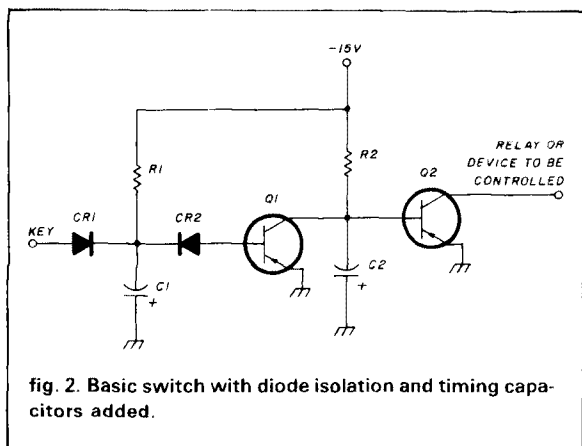 -15V
RELAY OR
DEVICE TO BE
CONTROLLED
R1
R2
Q1
Q2
CR1
CR2
KEY
C1
+
C2
+
fig. 2. Basic switch with diode isolation and timing capa-
citors added.